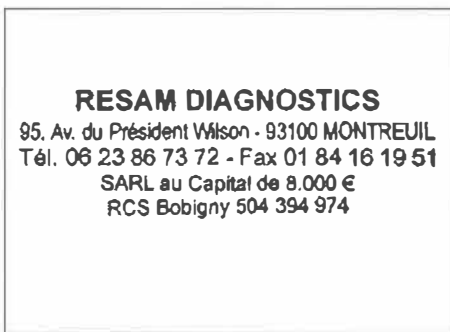 RESAM DIAGNOSTICS
95, Av. du Président Wilson - 93100 MONTREUIL
Tél. 06 23 86 73 72 - Fax 01 84 16 19 51
SARL au Capital de 8.000 €
RCS Bobigny 504 394 974